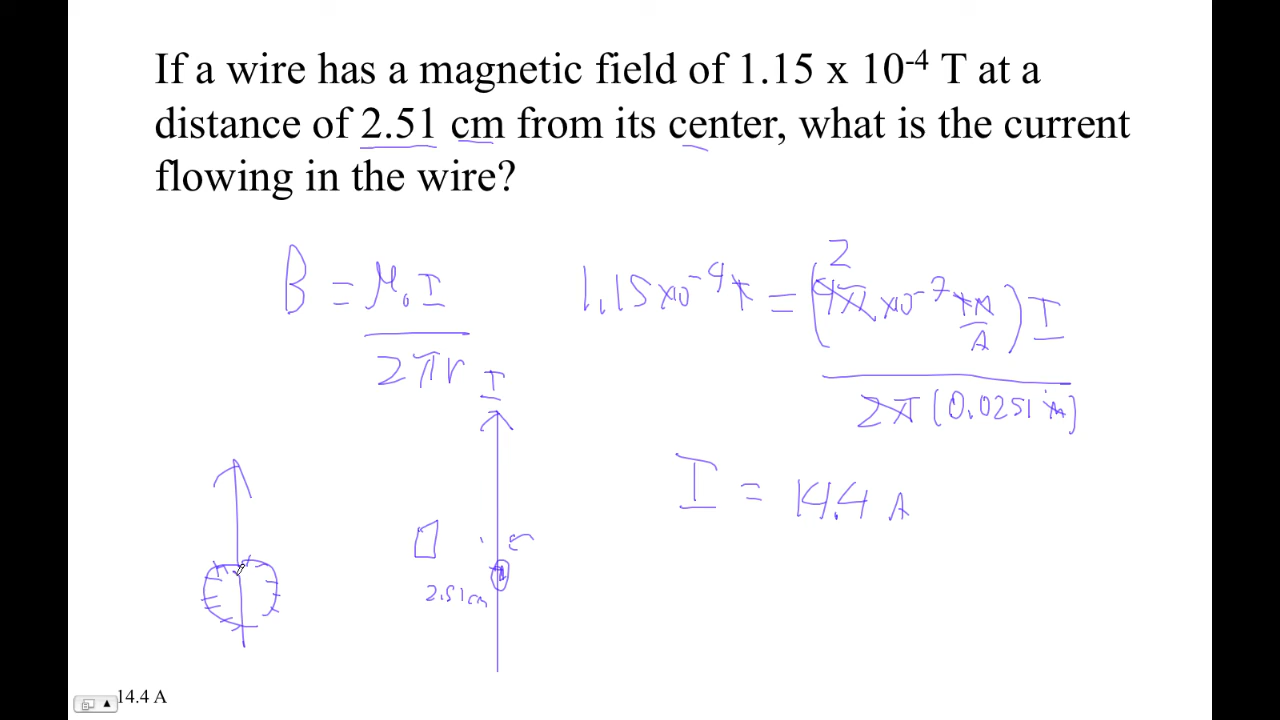 If a wire has a magnetic field of 1.15 x 10⁻⁴ T at a
distance of 2.51 cm from its center, what is the current
flowing in the wire?
B = μ₀I / 2πr
1.15x10⁻⁴T = (4π x10⁻⁷ Tm/A) I / 2π(0.0251 m)
2
I
I = 14.4 A
2.51cm
14.4 A